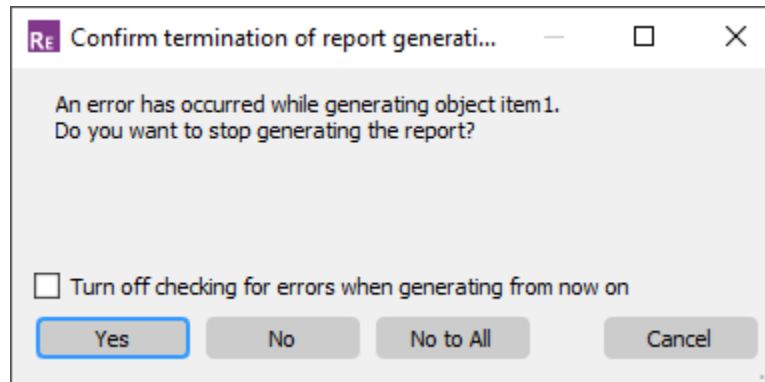 RE Confirm termination of report generati...
An error has occurred while generating object item1.
Do you want to stop generating the report?
Turn off checking for errors when generating from now on
Yes No No to All Cancel